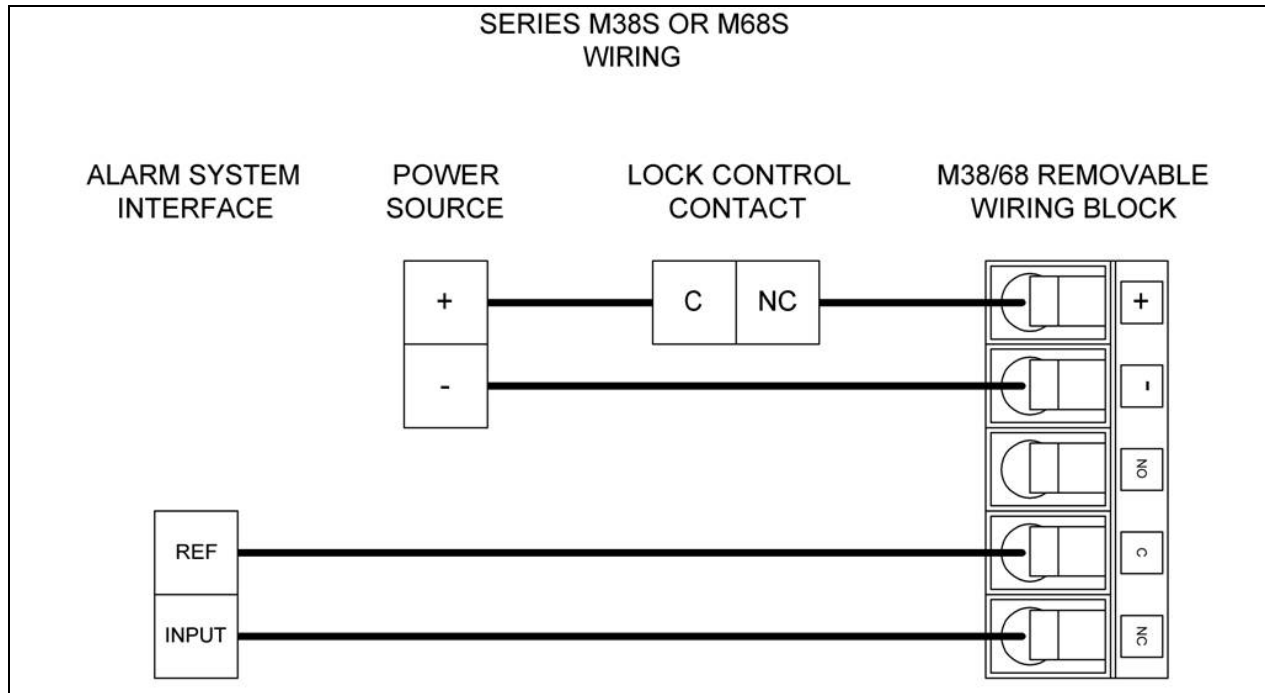 SERIES M38S OR M68S
WIRING
ALARM SYSTEM
INTERFACE
POWER
SOURCE
LOCK CONTROL
CONTACT
M38/68 REMOVABLE
WIRING BLOCK
+
C
NC
+
-
-
NO
REF
C
INPUT
NC